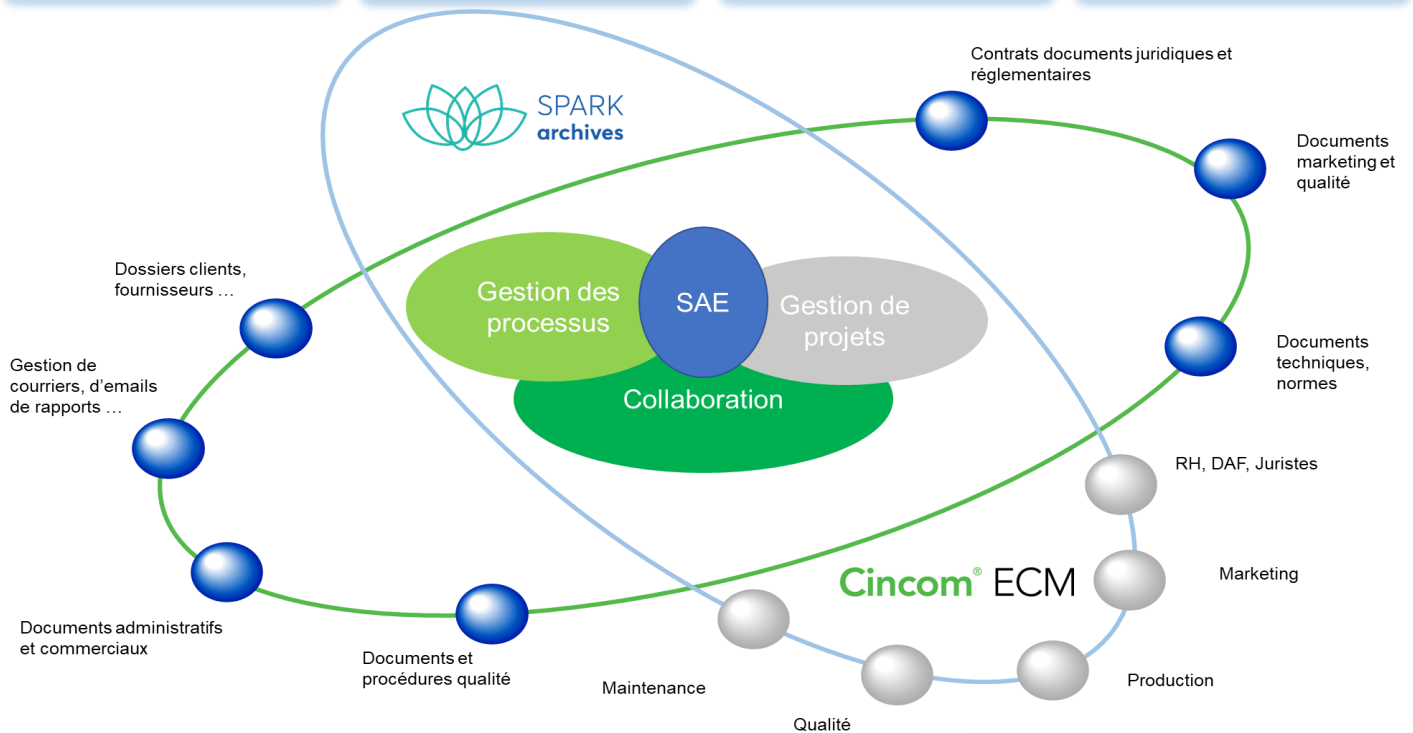 Contrats documents juridiques et
réglementaires
SPARK
archives
Documents
marketing et
qualité
Dossiers clients,
fournisseurs …
Gestion des
processus
SAE
Gestion de
projets
Documents
techniques,
normes
Gestion de
courriers, d’emails
de rapports …
Collaboration
RH, DAF, Juristes
Cincom® ECM
Marketing
Documents administratifs
et commerciaux
Documents et
procédures qualité
Maintenance
Production
Qualité